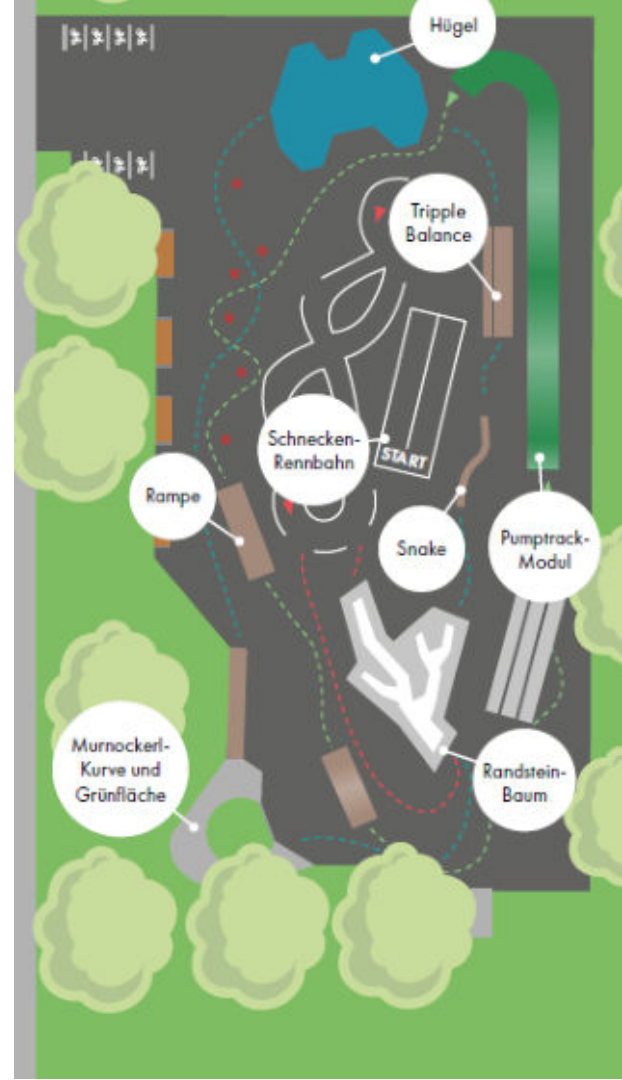 Hügel
Tripple
Balance
Schnecken-
Rennbahn
START
Rampe
Snake
Pumptrack-
Modul
Murnockerl-
Kurve und
Grünfläche
Randstein-
Baum